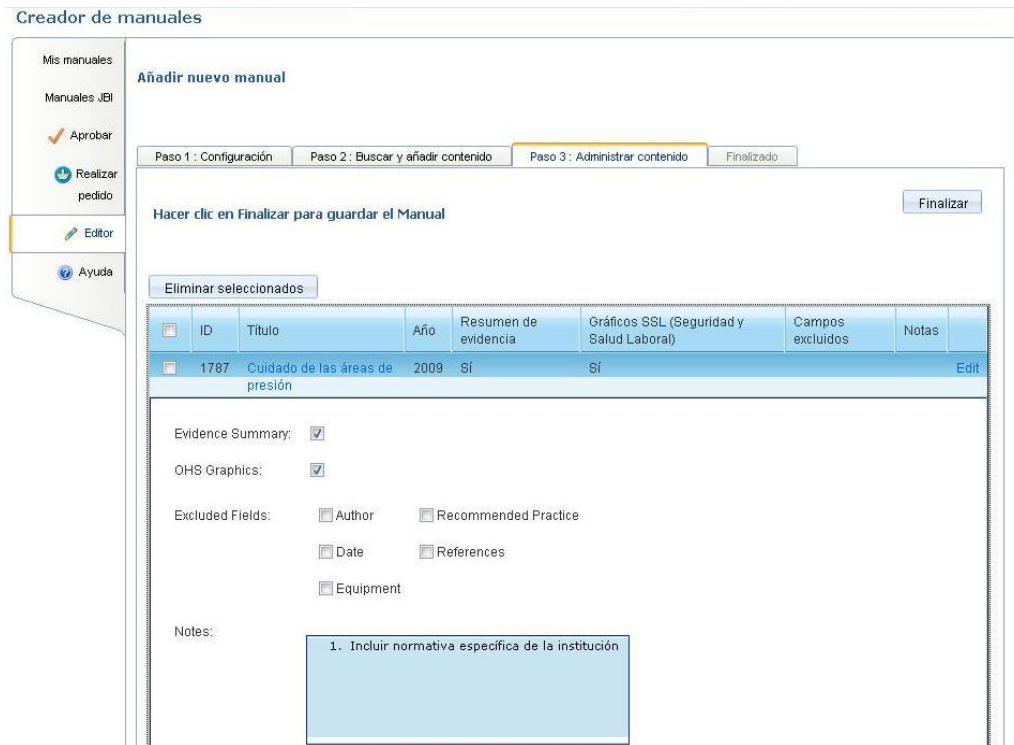 Creador de manuales
Mis manuales
Manuales JBI
Aprobar
Realizar
pedido
Editor
Ayuda
Añadir nuevo manual
Paso 1 : Configuración
Paso 2 : Buscar y añadir contenido
Paso 3 : Administrar contenido
Finalizado
Hacer clic en Finalizar para guardar el Manual
Finalizar
Eliminar seleccionados
ID
Título
Año
Resumen de
evidencia
Gráficos SSL (Seguridad y
Salud Laboral)
Campos
excluidos
Notas
1787
Cuidado de las áreas de
presión
2009
Sí
Sí
Edit
Evidence Summary:
OHS Graphics:
Excluded Fields:
Author
Recommended Practice
Date
References
Equipment
Notes:
1. Incluir normativa específica de la institución